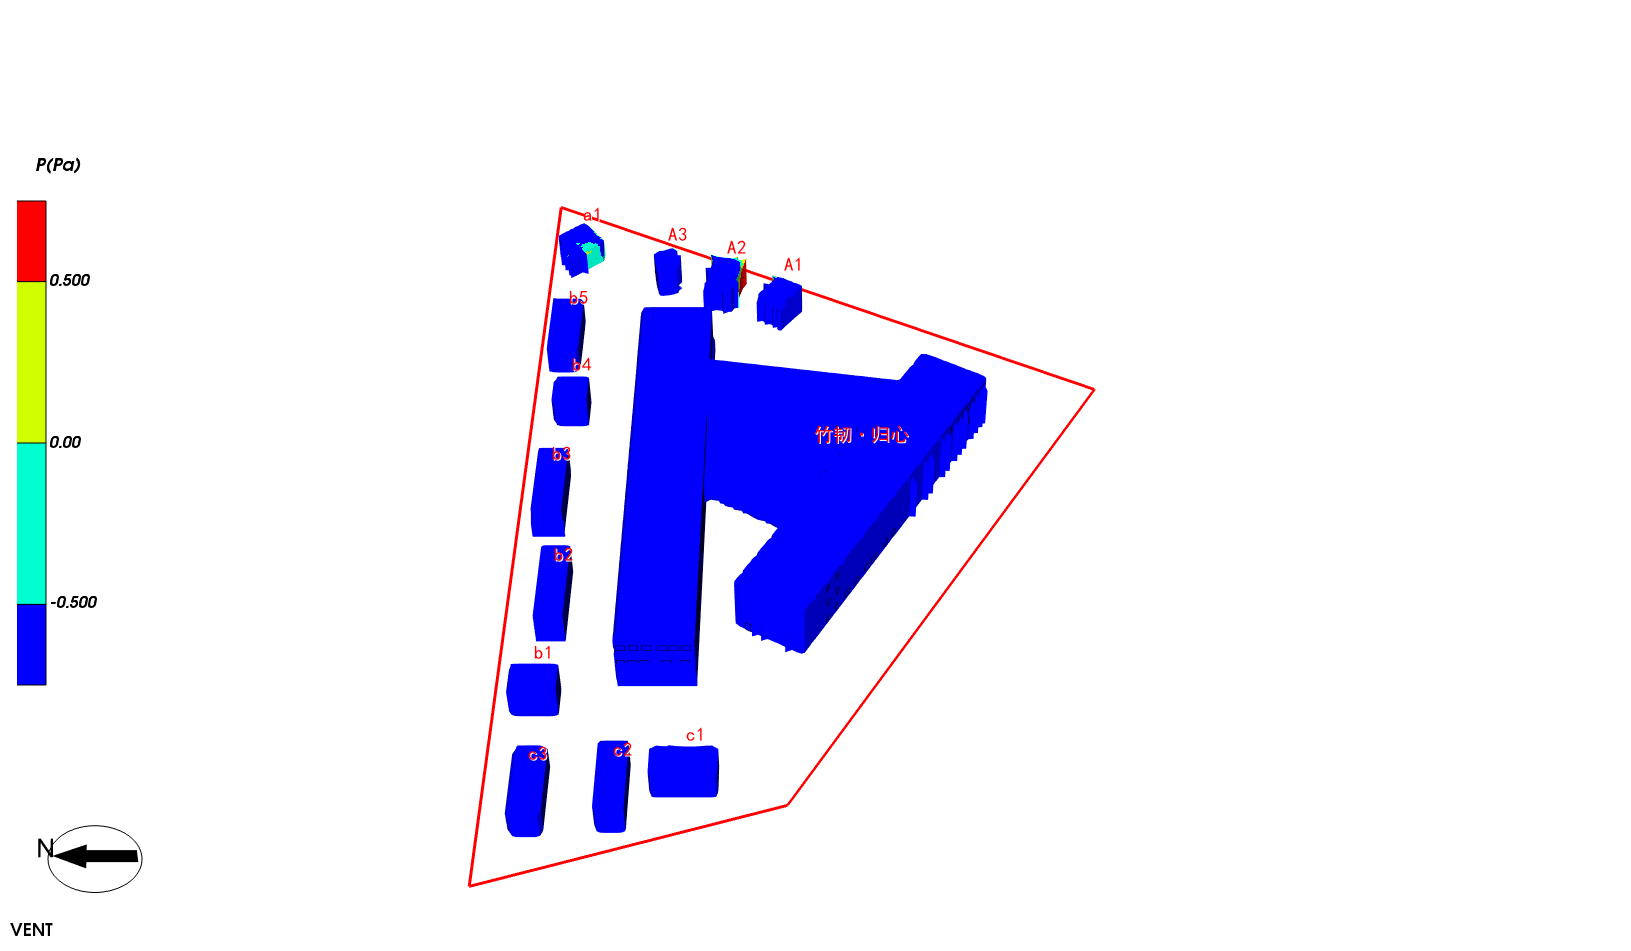 P(Pa)
0.500
0.00
-0.500
a1
A3
A2
A1
b5
b4
竹韧·归心
b3
b2
b1
c1
c2
c3
N
VENT